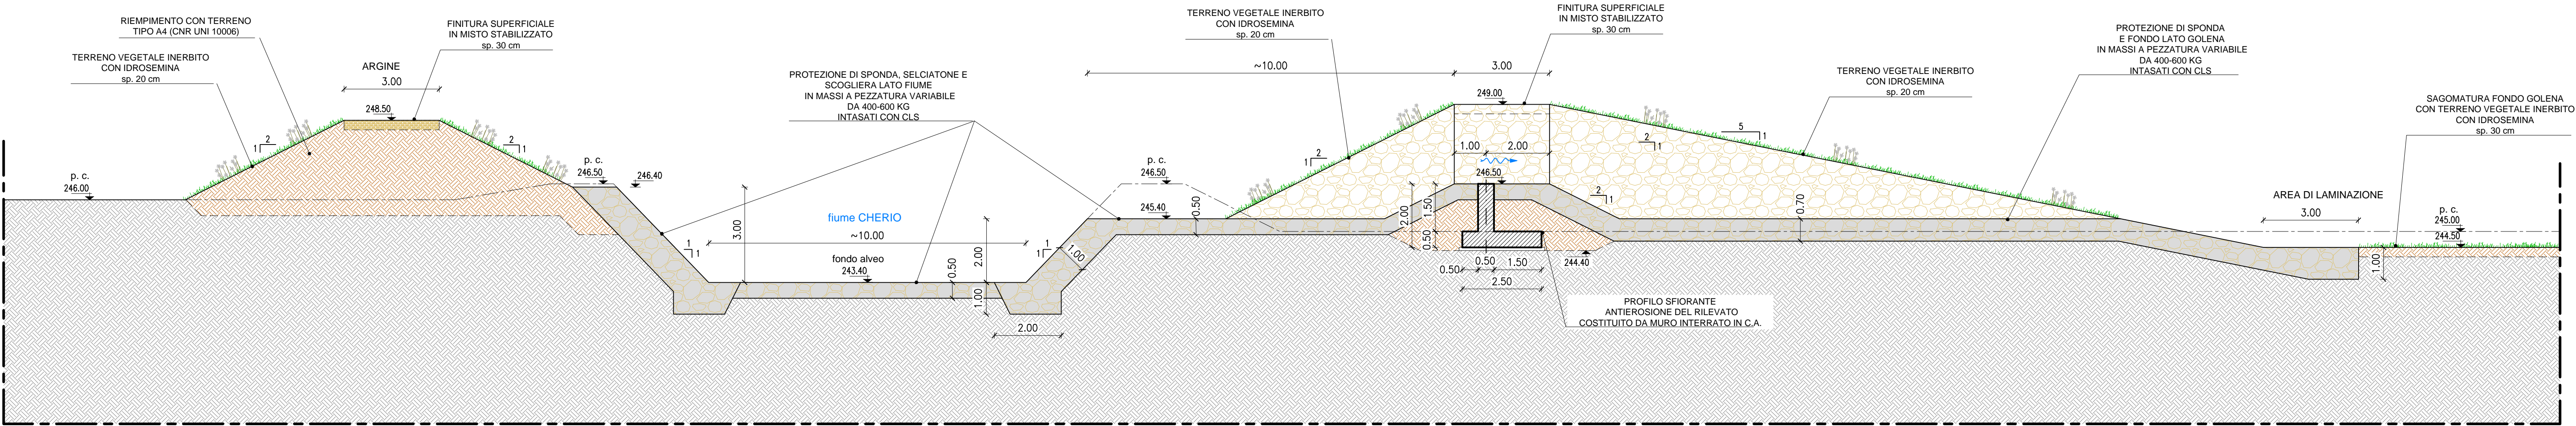 RIEMPIMENTO CON TERRENO
TIPO A4 (CNR UNI 10006)
TERRENO VEGETALE INERBITO
CON IDROSEMINA
sp. 20 cm
FINITURA SUPERFICIALE
IN MISTO STABILIZZATO
sp. 30 cm
ARGINE
3.00
248.50
2
1
2
1
p. c.
246.00
p. c.
246.50
246.40
PROTEZIONE DI SPONDA, SELCIATONE E
SCOGLIERA LATO FIUME
IN MASSI A PEZZATURA VARIABILE
DA 400-600 KG
INTASATI CON CLS
1
1
3.00
fiume CHERIO
~10.00
fondo alveo
243.40
0.50
2.00
1.00
1
1
1.00
2.00
p. c.
246.50
245.40
0.50
~10.00
3.00
TERRENO VEGETALE INERBITO
CON IDROSEMINA
sp. 20 cm
FINITURA SUPERFICIALE
IN MISTO STABILIZZATO
sp. 30 cm
249.00
2
1
1.00
2.00
246.50
2.00
1.50
0.50
0.50
0.50
1.50
2.50
244.40
PROFILO SFIORANTE
ANTIEROSIONE DEL RILEVATO
COSTITUITO DA MURO INTERRATO IN C.A.
2
1
2
1
5
1
0.70
TERRENO VEGETALE INERBITO
CON IDROSEMINA
sp. 20 cm
PROTEZIONE DI SPONDA
E FONDO LATO GOLENA
IN MASSI A PEZZATURA VARIABILE
DA 400-600 KG
INTASATI CON CLS
SAGOMATURA FONDO GOLENA
CON TERRENO VEGETALE INERBITO
CON IDROSEMINA
sp. 30 cm
AREA DI LAMINAZIONE
3.00
p. c.
245.00
244.50
1.00